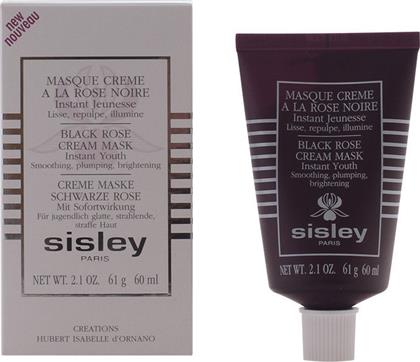 new
nouveau
MASQUE CREME
A LA ROSE NOIRE
Instant Jeunesse
Lisse, repulpe, illumine
BLACK ROSE
CREAM MASK
Instant Youth
Smoothing, plumping, brightening
CREME MASKE
SCHWARZE ROSE
Mit Sofortwirkung
Für jugendlich glatte, strahlende,
straffe Haut
sisley
PARIS
NET WT. 2.1 OZ. 61 g 60 ml
CREATIONS
HUBERT ISABELLE d'ORNANO
MASQUE CREME
A LA ROSE NOIRE
Instant Jeunesse
Lisse, repulpe, illumine
BLACK ROSE
CREAM MASK
Instant Youth
Smoothing, plumping,
brightening
sisley
PARIS
NET WT. 2.1 OZ. 61 g 60 ml